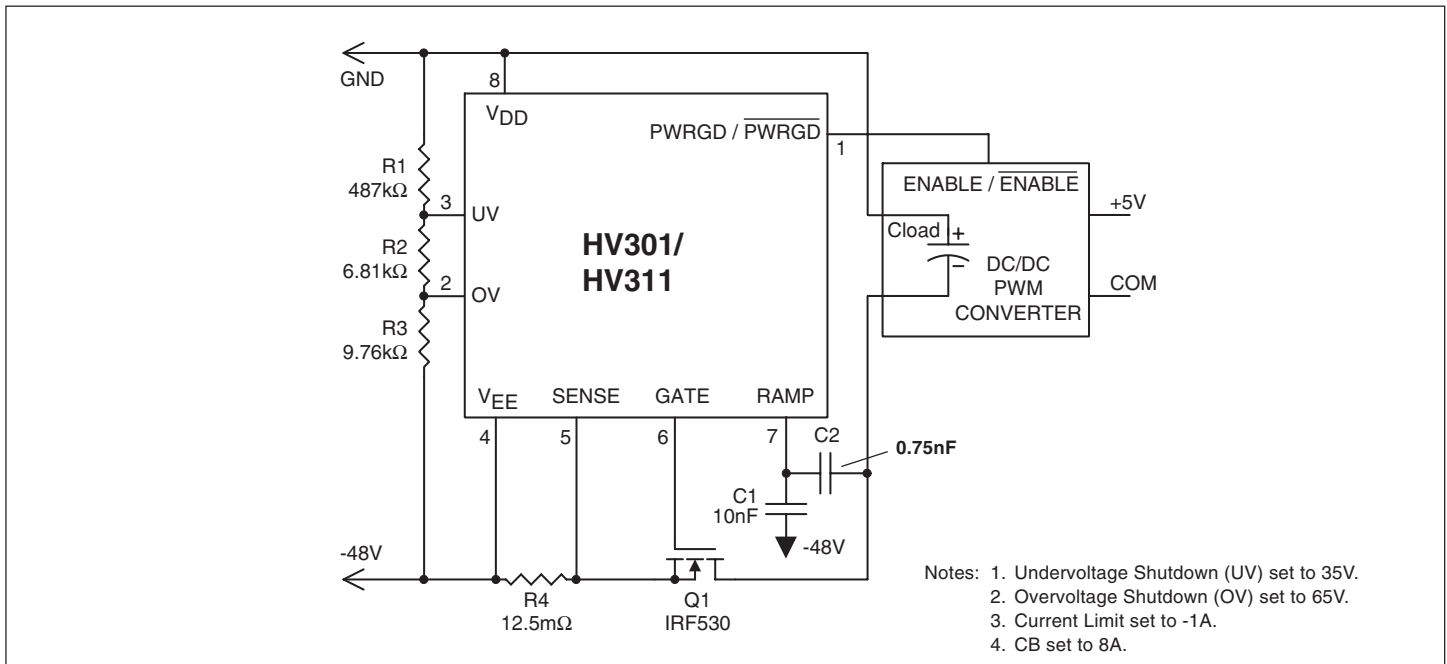 GND
8
VDD
PWRGD / PWRGD
1
R1
487kΩ
3
UV
ENABLE / ENABLE
+5V
Cload
+
−
R2
6.81kΩ
HV301/
HV311
2
OV
DC/DC
PWM
CONVERTER
COM
R3
9.76kΩ
VEE
SENSE
GATE
RAMP
4
5
6
7
C2
0.75nF
C1
10nF
-48V
-48V
R4
12.5mΩ
Q1
IRF530
Notes: 1. Undervoltage Shutdown (UV) set to 35V.
2. Overvoltage Shutdown (OV) set to 65V.
3. Current Limit set to -1A.
4. CB set to 8A.